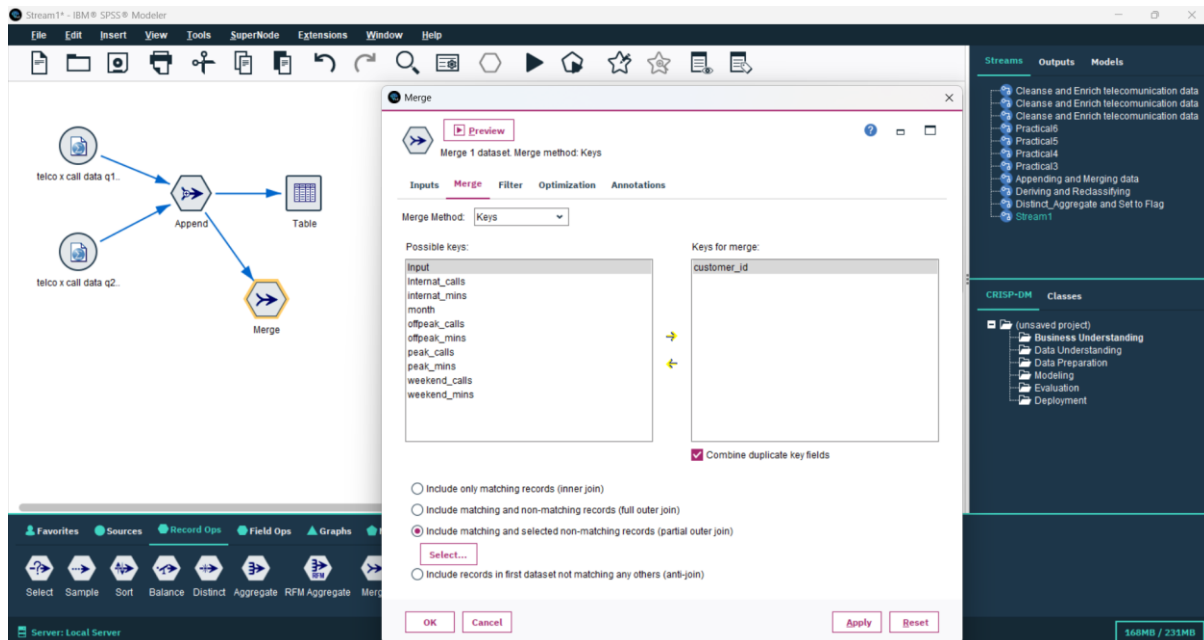 Stream1* - IBM® SPSS® Modeler
File Edit Insert View Tools SuperNode Extensions Window Help
telco x call data q1..
Append
Table
telco x call data q2..
Merge
Merge
Preview
Merge 1 dataset. Merge method: Keys
Inputs Merge Filter Optimization Annotations
Merge Method: Keys
Possible keys:
Input
Internat_calls
internat_mins
month
offpeak_calls
offpeak_mins
peak_calls
peak_mins
weekend_calls
weekend_mins
Keys for merge:
customer_id
Combine duplicate key fields
Include only matching records (inner join)
Include matching and non-matching records (full outer join)
Include matching and selected non-matching records (partial outer join)
Select...
Include records in first dataset not matching any others (anti-join)
OK Cancel Apply Reset
Streams Outputs Models
Cleanse and Enrich telecomunication data
Cleanse and Enrich telecomunication data
Cleanse and Enrich telecomunication data
Practical6
Practical5
Practical4
Practical3
Appending and Merging data
Deriving and Reclassifying
Distinct_Aggregate and Set to Flag
Stream1
CRISP-DM Classes
(unsaved project)
Business Understanding
Data Understanding
Data Preparation
Modeling
Evaluation
Deployment
Favorites Sources Record Ops Field Ops Graphs
Select Sample Sort Balance Distinct Aggregate RFM Aggregate Merg
Server: Local Server
168MB / 231MB